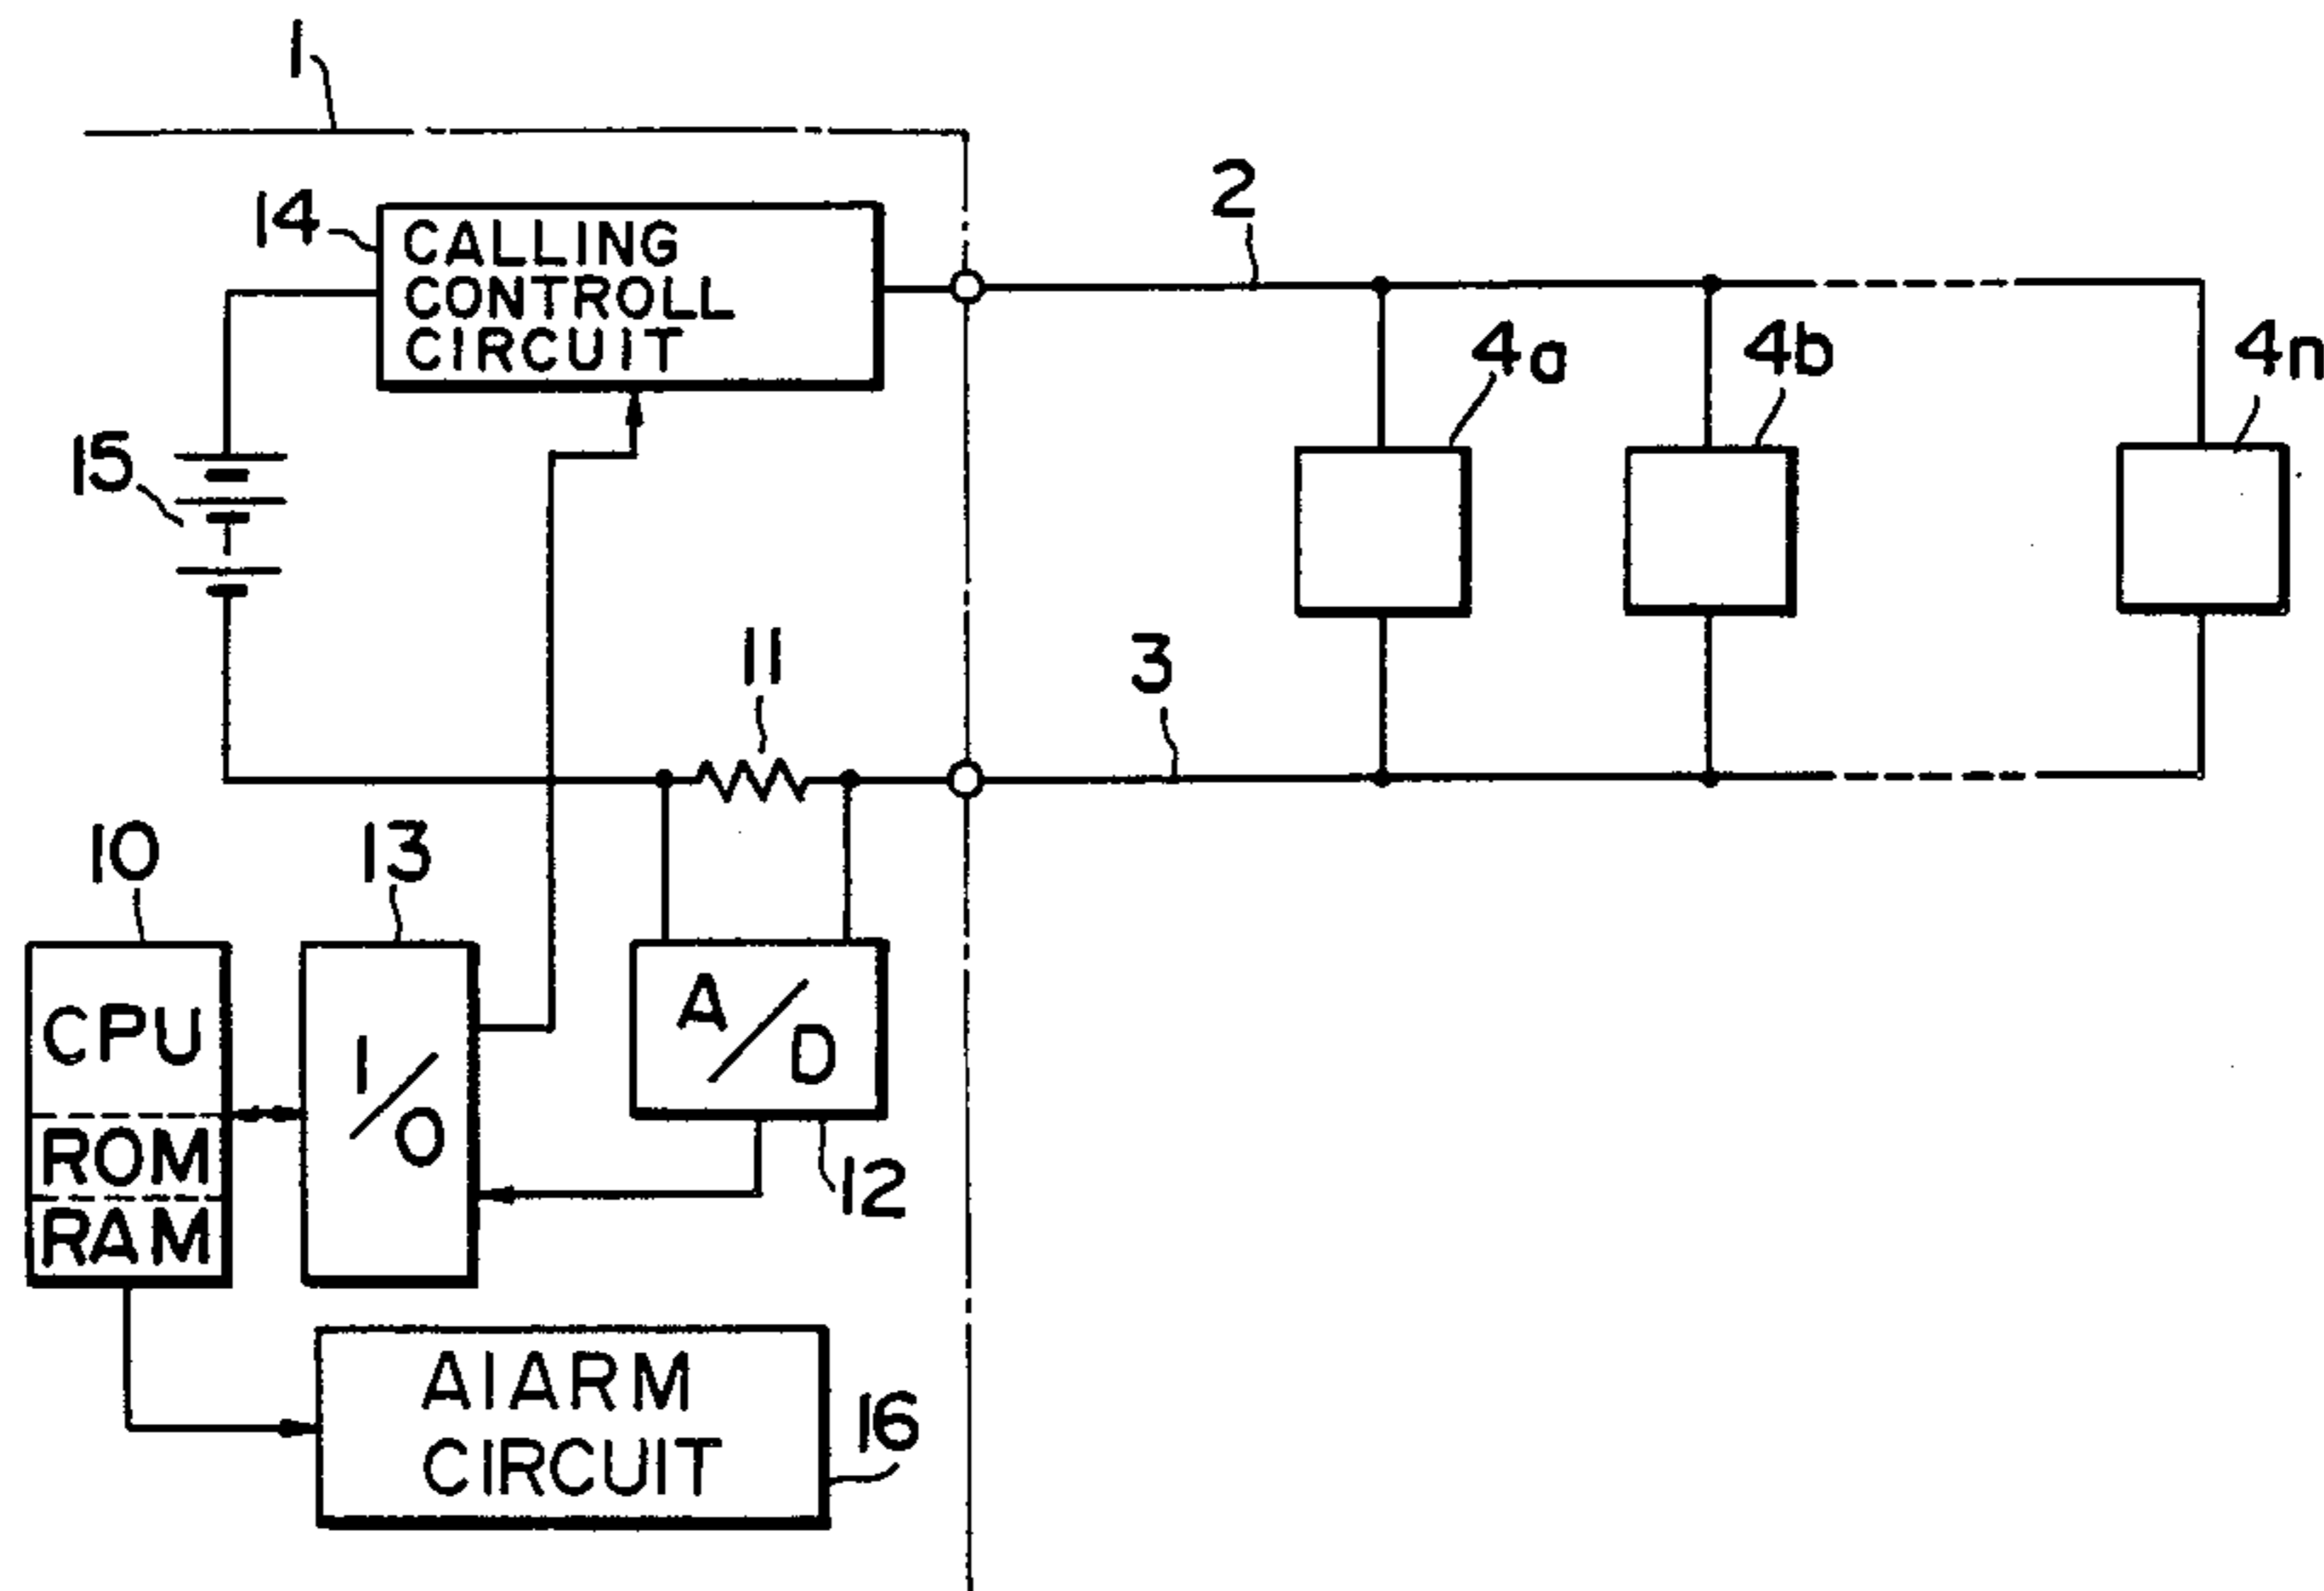 1
14
CALLING
CONTROLL
CIRCUIT
2
4a
4b
4n
15
11
3
10
13
CPU
ROM
RAM
I/O
A/D
12
AIARM
CIRCUIT
16